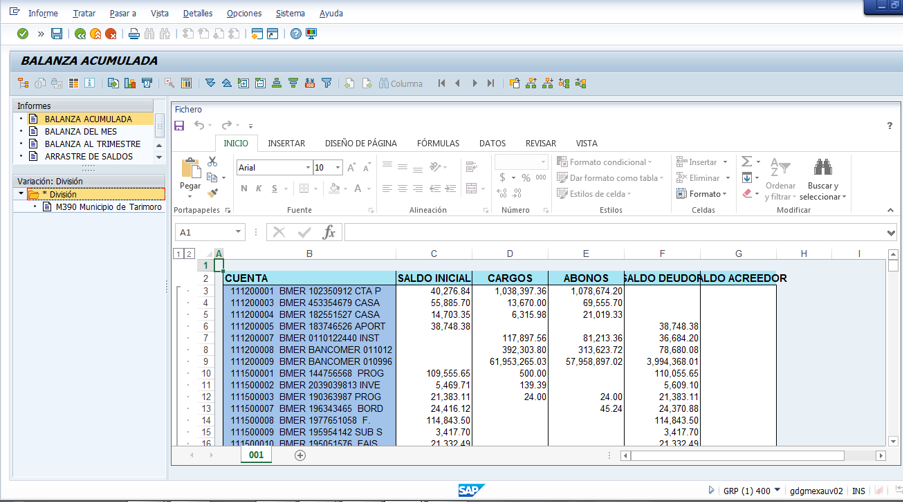 Informe Tratar Pasar a Vista Detalles Opciones Sistema Ayuda
BALANZA ACUMULADA
Columna
Informes
BALANZA ACUMULADA
BALANZA DEL MES
BALANZA AL TRIMESTRE
ARRASTRE DE SALDOS
Variación: División
* División
M390 Municipio de Tarimoro
Fichero
?
INICIO INSERTAR DISEÑO DE PÁGINA FÓRMULAS DATOS REVISAR VISTA
Pegar
Arial 10
N K S
$ % 000
Formato condicional
Dar formato como tabla
Estilos de celda
Insertar
Eliminar
Formato
Ordenar y filtrar
Buscar y seleccionar
Portapapeles Fuente Alineación Número Estilos Celdas Modificar
A1 fx
1 2 A B C D E F G H I
1
2 CUENTA SALDO INICIAL CARGOS ABONOS SALDO DEUDOR ALDO ACREEDOR
3 111200001 BMER 102350912 CTA P 40,276.84 1,038,397.36 1,078,674.20
4 111200003 BMER 453354679 CASA 55,885.70 13,670.00 69,555.70
5 111200004 BMER 182551527 CASA 14,703.35 6,315.98 21,019.33
6 111200005 BMER 183746526 APORT 38,748.38 38,748.38
7 111200007 BMER 0110122440 INST 117,897.56 81,213.36 36,684.20
8 111200008 BMER BANCOMER 011012 392,303.80 313,623.72 78,680.08
9 111200009 BMER BANCOMER 010996 61,953,265.03 57,958,897.02 3,994,368.01
10 111500001 BMER 144756568 PROG 109,555.65 500.00 110,055.65
11 111500002 BMER 2039039813 INVE 5,469.71 139.39 5,609.10
12 111500003 BMER 190363987 PROG 21,383.11 24.00 24.00 21,383.11
13 111500007 BMER 196343465 BORD 24,416.12 45.24 24,370.88
14 111500008 BMER 1977651058 F. 114,843.50 114,843.50
15 111500009 BMER 195954142 SUB S 3,417.70 3,417.70
16 111500010 BMER 195051576 FAIS 21,332.49 21,332.49
001
SAP
GRP (1) 400 gdgmexauv02 INS